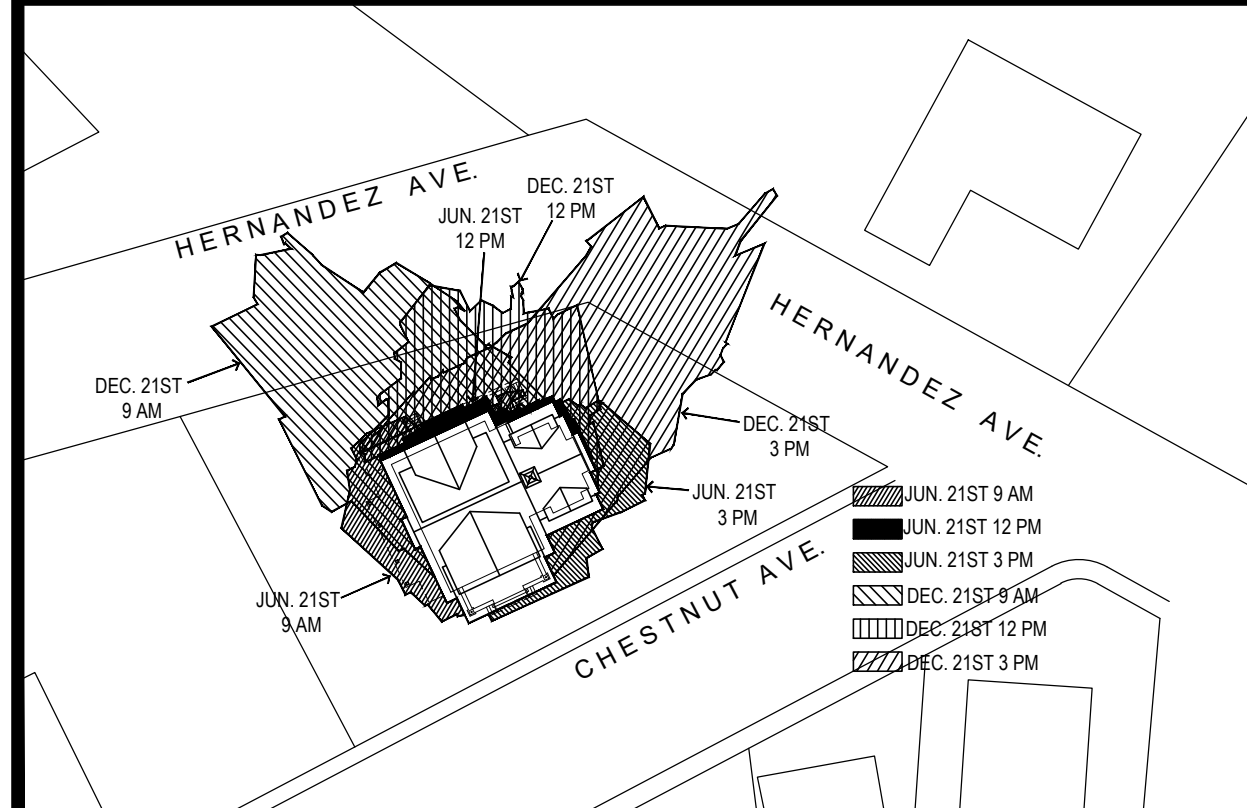 HERNANDEZ AVE.
DEC. 21ST
12 PM
JUN. 21ST
12 PM
HERNANDEZ AVE.
DEC. 21ST
9 AM
DEC. 21ST
3 PM
JUN. 21ST
3 PM
JUN. 21ST
9 AM
CHESTNUT AVE.
JUN. 21ST 9 AM
JUN. 21ST 12 PM
JUN. 21ST 3 PM
DEC. 21ST 9 AM
DEC. 21ST 12 PM
DEC. 21ST 3 PM